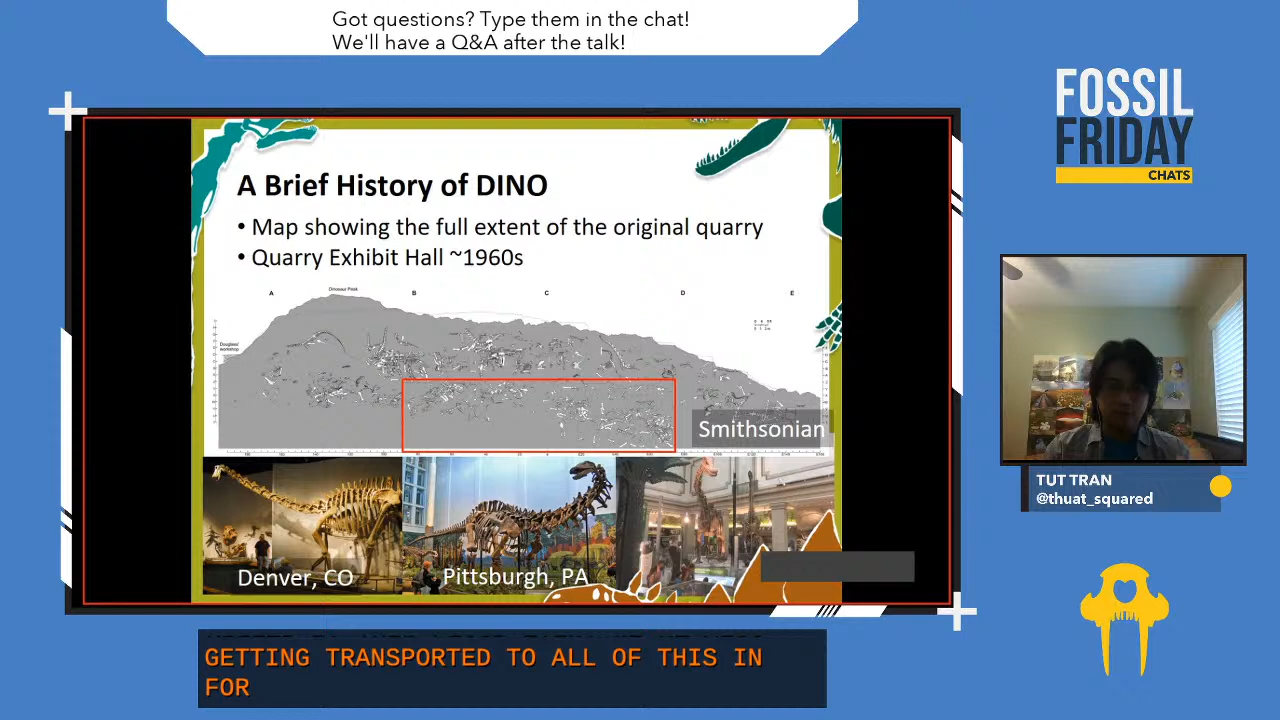 Got questions? Type them in the chat!
We'll have a Q&A after the talk!
FOSSIL
FRIDAY
CHATS
A Brief History of DINO
• Map showing the full extent of the original quarry
• Quarry Exhibit Hall ~1960s
Dinosaur Peak
A B C D E
Douglass'
workshop
Smithsonian
Denver, CO
Pittsburgh, PA
TUT TRAN
@thuat_squared
GETTING TRANSPORTED TO ALL OF THIS IN
FOR